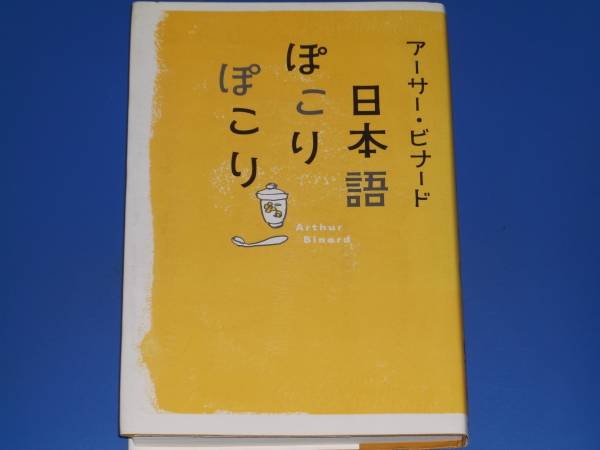 アーサー・ビナード
日本語
ぽこり
ぽこり
Arthur
Binard